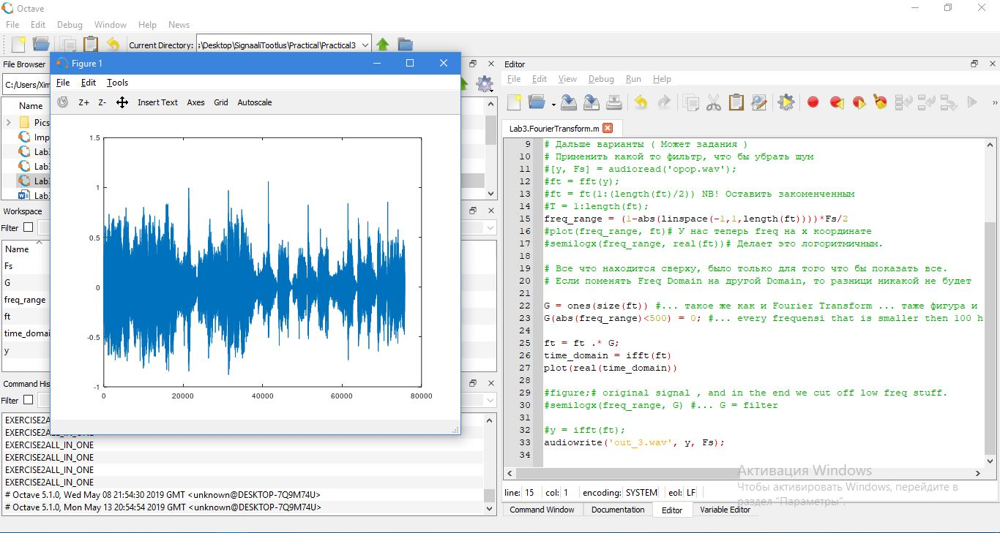 Octave
File Edit Debug Window Help News
Current Directory: ;\Desktop\SignaaliTootlus\Practical\Practical3
File Browser
C:/Users/Xim
Name
Pics
Imp
Lab3
Lab3
Lab3
Lab3
Workspace
Filter
Name
Fs
G
freq_range
ft
time_domai
y
Command His
Filter
EXERCISE2A
EXERCISE2ALL_IN_ONE
EXERCISE2ALL_IN_ONE
EXERCISE2ALL_IN_ONE
EXERCISE2ALL_IN_ONE
EXERCISE2ALL_IN_ONE
# Octave 5.1.0, Wed May 08 21:54:30 2019 GMT <unknown@DESKTOP-7Q9M74U>
# Octave 5.1.0, Mon May 13 20:54:54 2019 GMT <unknown@DESKTOP-7Q9M74U>
Figure 1
File Edit Tools
Z+ Z- Insert Text Axes Grid Autoscale
1.5
1
0.5
0
-0.5
-1
0 20000 40000 60000 80000
Editor
File Edit View Debug Run Help
Lab3.FourierTransform.m
9 # Дальше варианты ( Может задания )
10 # Применить какой то фильтр, что бы убрать шум
11 #[y, Fs] = audioread('opop.wav');
12 #ft = fft(y);
13 #ft = ft(1:(length(ft)/2)) NB! Оставить закомменченным
14 #T = 1:length(ft);
15 freq_range = (1-abs(linspace(-1,1,length(ft))))*Fs/2
16 #plot(freq_range, ft)# У нас теперь freq на x координате
17 #semilogx(freq_range, real(ft))# Делает это логоритмичным.
18
19 # Все что находится сверху, было только для того что бы показать все.
20 # Если поменять Freq Domain на другой Domain, то разници никакой не будет
21
22 G = ones(size(ft)) #... такое же как и Fourier Transform ... таже фигура и
23 G(abs(freq_range)<500) = 0; #... every frequensi that is smaller then 100 h
24
25 ft = ft .* G;
26 time_domain = ifft(ft)
27 plot(real(time_domain))
28
29 #figure;# original signal , and in the end we cut off low freq stuff.
30 #semilogx(freq_range, G) #... G = filter
31
32 #y = ifft(ft);
33 audiowrite('out_3.wav', y, Fs);
34
Активация Windows
Чтобы активировать Windows, перейдите в
раздел "Параметры".
line: 15 col: 1 encoding: SYSTEM eol: LF
Command Window Documentation Editor Variable Editor